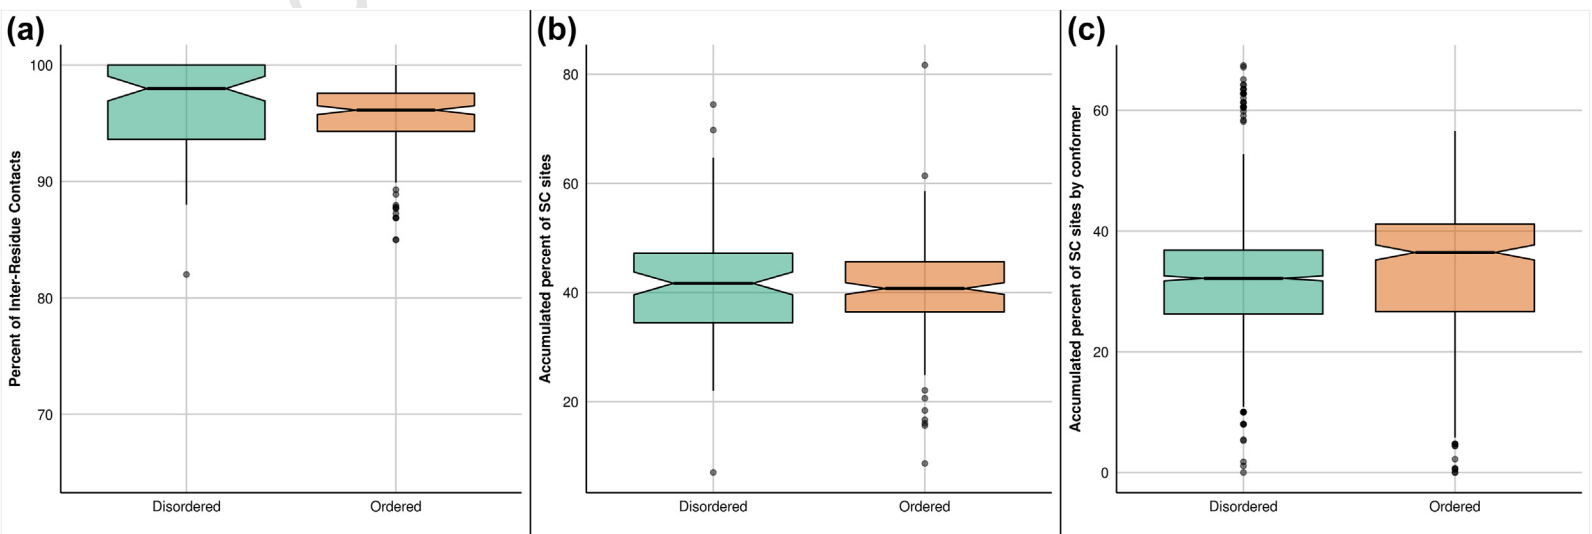 (a)
Percent of Inter-Residue Contacts
100
90
80
70
Disordered
Ordered
(b)
Accumulated percent of SC sites
80
60
40
20
Disordered
Ordered
(c)
Accumulated percent of SC sites by conformer
60
40
20
0
Disordered
Ordered